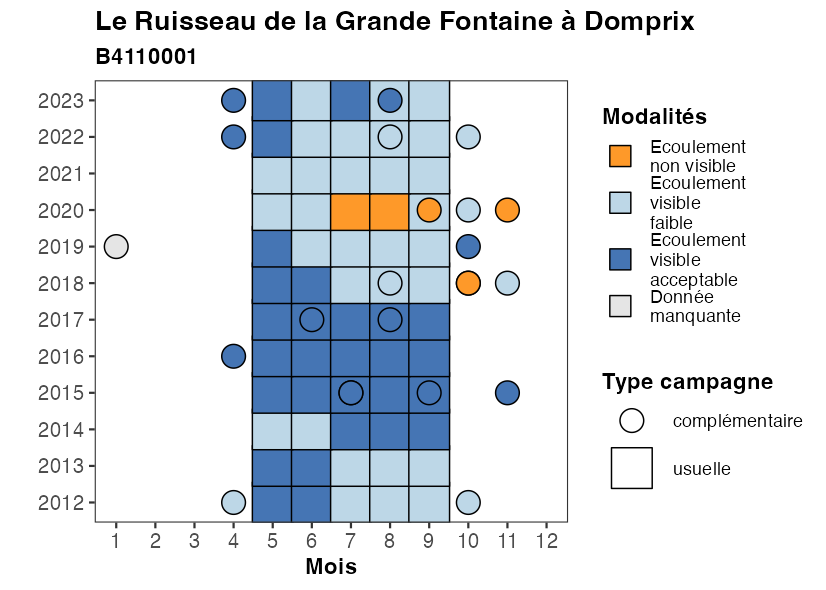 Le Ruisseau de la Grande Fontaine à Domprix
B4110001
2023
2022
2021
2020
2019
2018
2017
2016
2015
2014
2013
2012
1 2 3 4 5 6 7 8 9 10 11 12
Mois
Modalités
Ecoulement
non visible
Ecoulement
visible
faible
Ecoulement
visible
acceptable
Donnée
manquante
Type campagne
complémentaire
usuelle